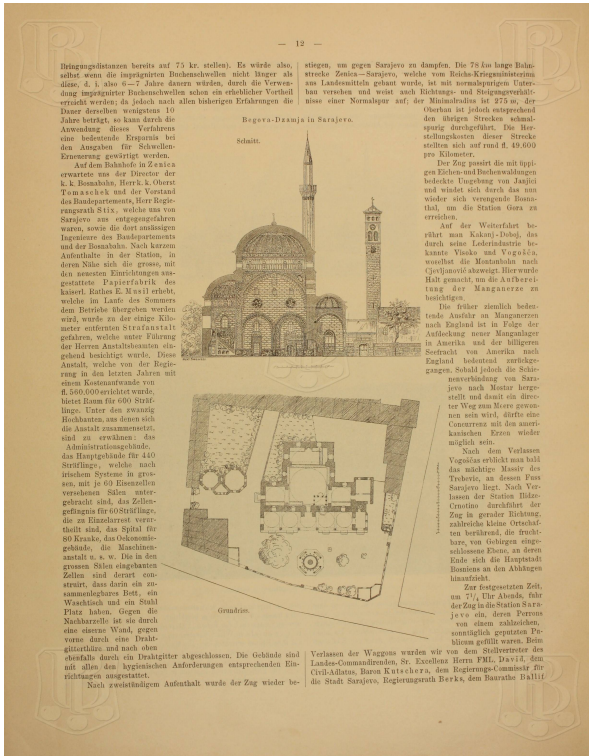 — 12 —
Bringungsdistanzen bereits auf 75 kr. stellen). Es würde also,
selbst wenn die imprägnirten Buchenschwellen nicht länger als
diese, d. i. also 6—7 Jahre dauern würden, durch die Verwen-
dung imprägnirter Buchenschwellen schon ein erheblicher Vortheil
erreicht werden; da jedoch nach allen bisherigen Erfahrungen die
Dauer derselben wenigstens 10
Jahre beträgt, so kann durch die
Anwendung dieses Verfahrens
eine bedeutende Ersparnis bei
den Ausgaben für Schwellen-
Erneuerung gewärtigt werden.
Auf dem Bahnhofe in Zenica
erwartete uns der Director der
k. k. Bosnabahn, Herr k. k. Oberst
Tomaschek und der Vorstand
des Baudepartements, Herr Regie-
rungsrath Stix, welche uns von
Sarajevo aus entgegengefahren
waren, sowie die dort ansässigen
Ingenieure des Baudepartements
und der Bosnabahn. Nach kurzem
Aufenthalte in der Station, in
deren Nähe sich die grosse, mit
den neuesten Einrichtungen aus-
gestattete Papierfabrik des
kaiserl. Rathes E. Musil erhebt,
welche im Laufe des Sommers
dem Betriebe übergeben werden
wird, wurde zu der einige Kilo-
meter entfernten Strafanstalt
gefahren, welche unter Führung
der Herren Anstaltsbeamten ein-
gehend besichtigt wurde. Diese
Anstalt, welche von der Regie-
rung in den letzten Jahren mit
einem Kostenaufwande von
fl. 560.000 errichtet wurde,
bietet Raum für 600 Sträf-
linge. Unter den zwanzig
Hochbauten, aus denen sich
die Anstalt zusammensetzt,
sind zu erwähnen: das
Administrationsgebäude,
das Hauptgebäude für 440
Sträflinge, welche nach
irischem Systeme in gros-
sen, mit je 60 Eisenzellen
versehenen Sälen unter-
gebracht sind, das Zellen-
gefängnis für 60 Sträflinge,
die zu Einzelarrest verur-
theilt sind, das Spital für
80 Kranke, das Oekonomie-
gebäude, die Maschinen-
anstalt u. s. w. Die in den
grossen Sälen eingebauten
Zellen sind derart con-
struirt, dass darin ein zu-
sammenlegbares Bett, ein
Waschtisch und ein Stuhl
Platz haben. Gegen die
Nachbarzelle ist sie durch
eine eiserne Wand, gegen
vorne durch eine Draht-
gitterthüre und nach oben
ebenfalls durch ein Drahtgitter abgeschlossen. Die Gebäude sind
mit allen den hygienischen Anforderungen entsprechenden Ein-
richtungen ausgestattet.
Nach zweistündigem Aufenthalt wurde der Zug wieder be-
Begova-Dzamja in Sarajevo.
Schnitt.
Grundriss.
stiegen, um gegen Sarajevo zu dampfen. Die 78 km lange Bahn-
strecke Zenica—Sarajevo, welche vom Reichs-Kriegsministerium
aus Landesmitteln gebaut wurde, ist mit normalspurigem Unter-
bau versehen und weist auch Richtungs- und Steigungsverhält-
nisse einer Normalspur auf; der Minimalradius ist 275 m, der
Oberbau ist jedoch entsprechend
den übrigen Strecken schmal-
spurig durchgeführt. Die Her-
stellungskosten dieser Strecke
stellten sich auf rund fl. 49.600
pro Kilometer.
Der Zug passirt die mit üppi-
gen Eichen- und Buchenwaldungen
bedeckte Umgebung von Janjici
und windet sich durch das nun
wieder sich verengende Bosna-
thal, um die Station Gora zu
erreichen.
Auf der Weiterfahrt be-
rührt man Kakanj-Doboj, das
durch seine Lederindustrie be-
kannte Visoko und Vogošća,
woselbst die Montanbahn nach
Cjevljanović abzweigt. Hier wurde
Halt gemacht, um die Aufberei-
tung der Manganerze zu
besichtigen.
Die früher ziemlich bedeu-
tende Ausfuhr an Manganerzen
nach England ist in Folge der
Aufdeckung neuer Manganlager
in Amerika und der billigeren
Seefracht von Amerika nach
England bedeutend zurückge-
gangen. Sobald jedoch die Schie-
nenverbindung von Sara-
jevo nach Mostar herge-
stellt und damit ein direc-
ter Weg zum Meere gewon-
nen sein wird, dürfte eine
Concurrenz mit den ameri-
kanischen Erzen wieder
möglich sein.
Nach dem Verlassen
Vogošćas erblickt man bald
das mächtige Massiv des
Trebevic, an dessen Fuss
Sarajevo liegt. Nach Ver-
lassen der Station Ilidze-
Crnotino durchfährt der
Zug in gerader Richtung,
zahlreiche kleine Ortschaf-
ten berührend, die frucht-
bare, von Gebirgen einge-
schlossene Ebene, an deren
Ende sich die Hauptstadt
Bosniens an den Abhängen
hinaufzieht.
Zur festgesetzten Zeit,
um 7¹/₄ Uhr Abends, fuhr
der Zug in die Station Sara-
jevo ein, deren Perrons
von einem zahlreichen,
sonntäglich geputzten Pu-
blicum gefüllt waren. Beim
Verlassen der Waggons wurden wir von dem Stellvertreter des
Landes-Commandirenden, Sr. Excellenz Herrn FML. David, dem
Civil-Adlatus, Baron Kutschera, dem Regierungs-Commissär für
die Stadt Sarajevo, Regierungsrath Berks, dem Baurathe Ballif